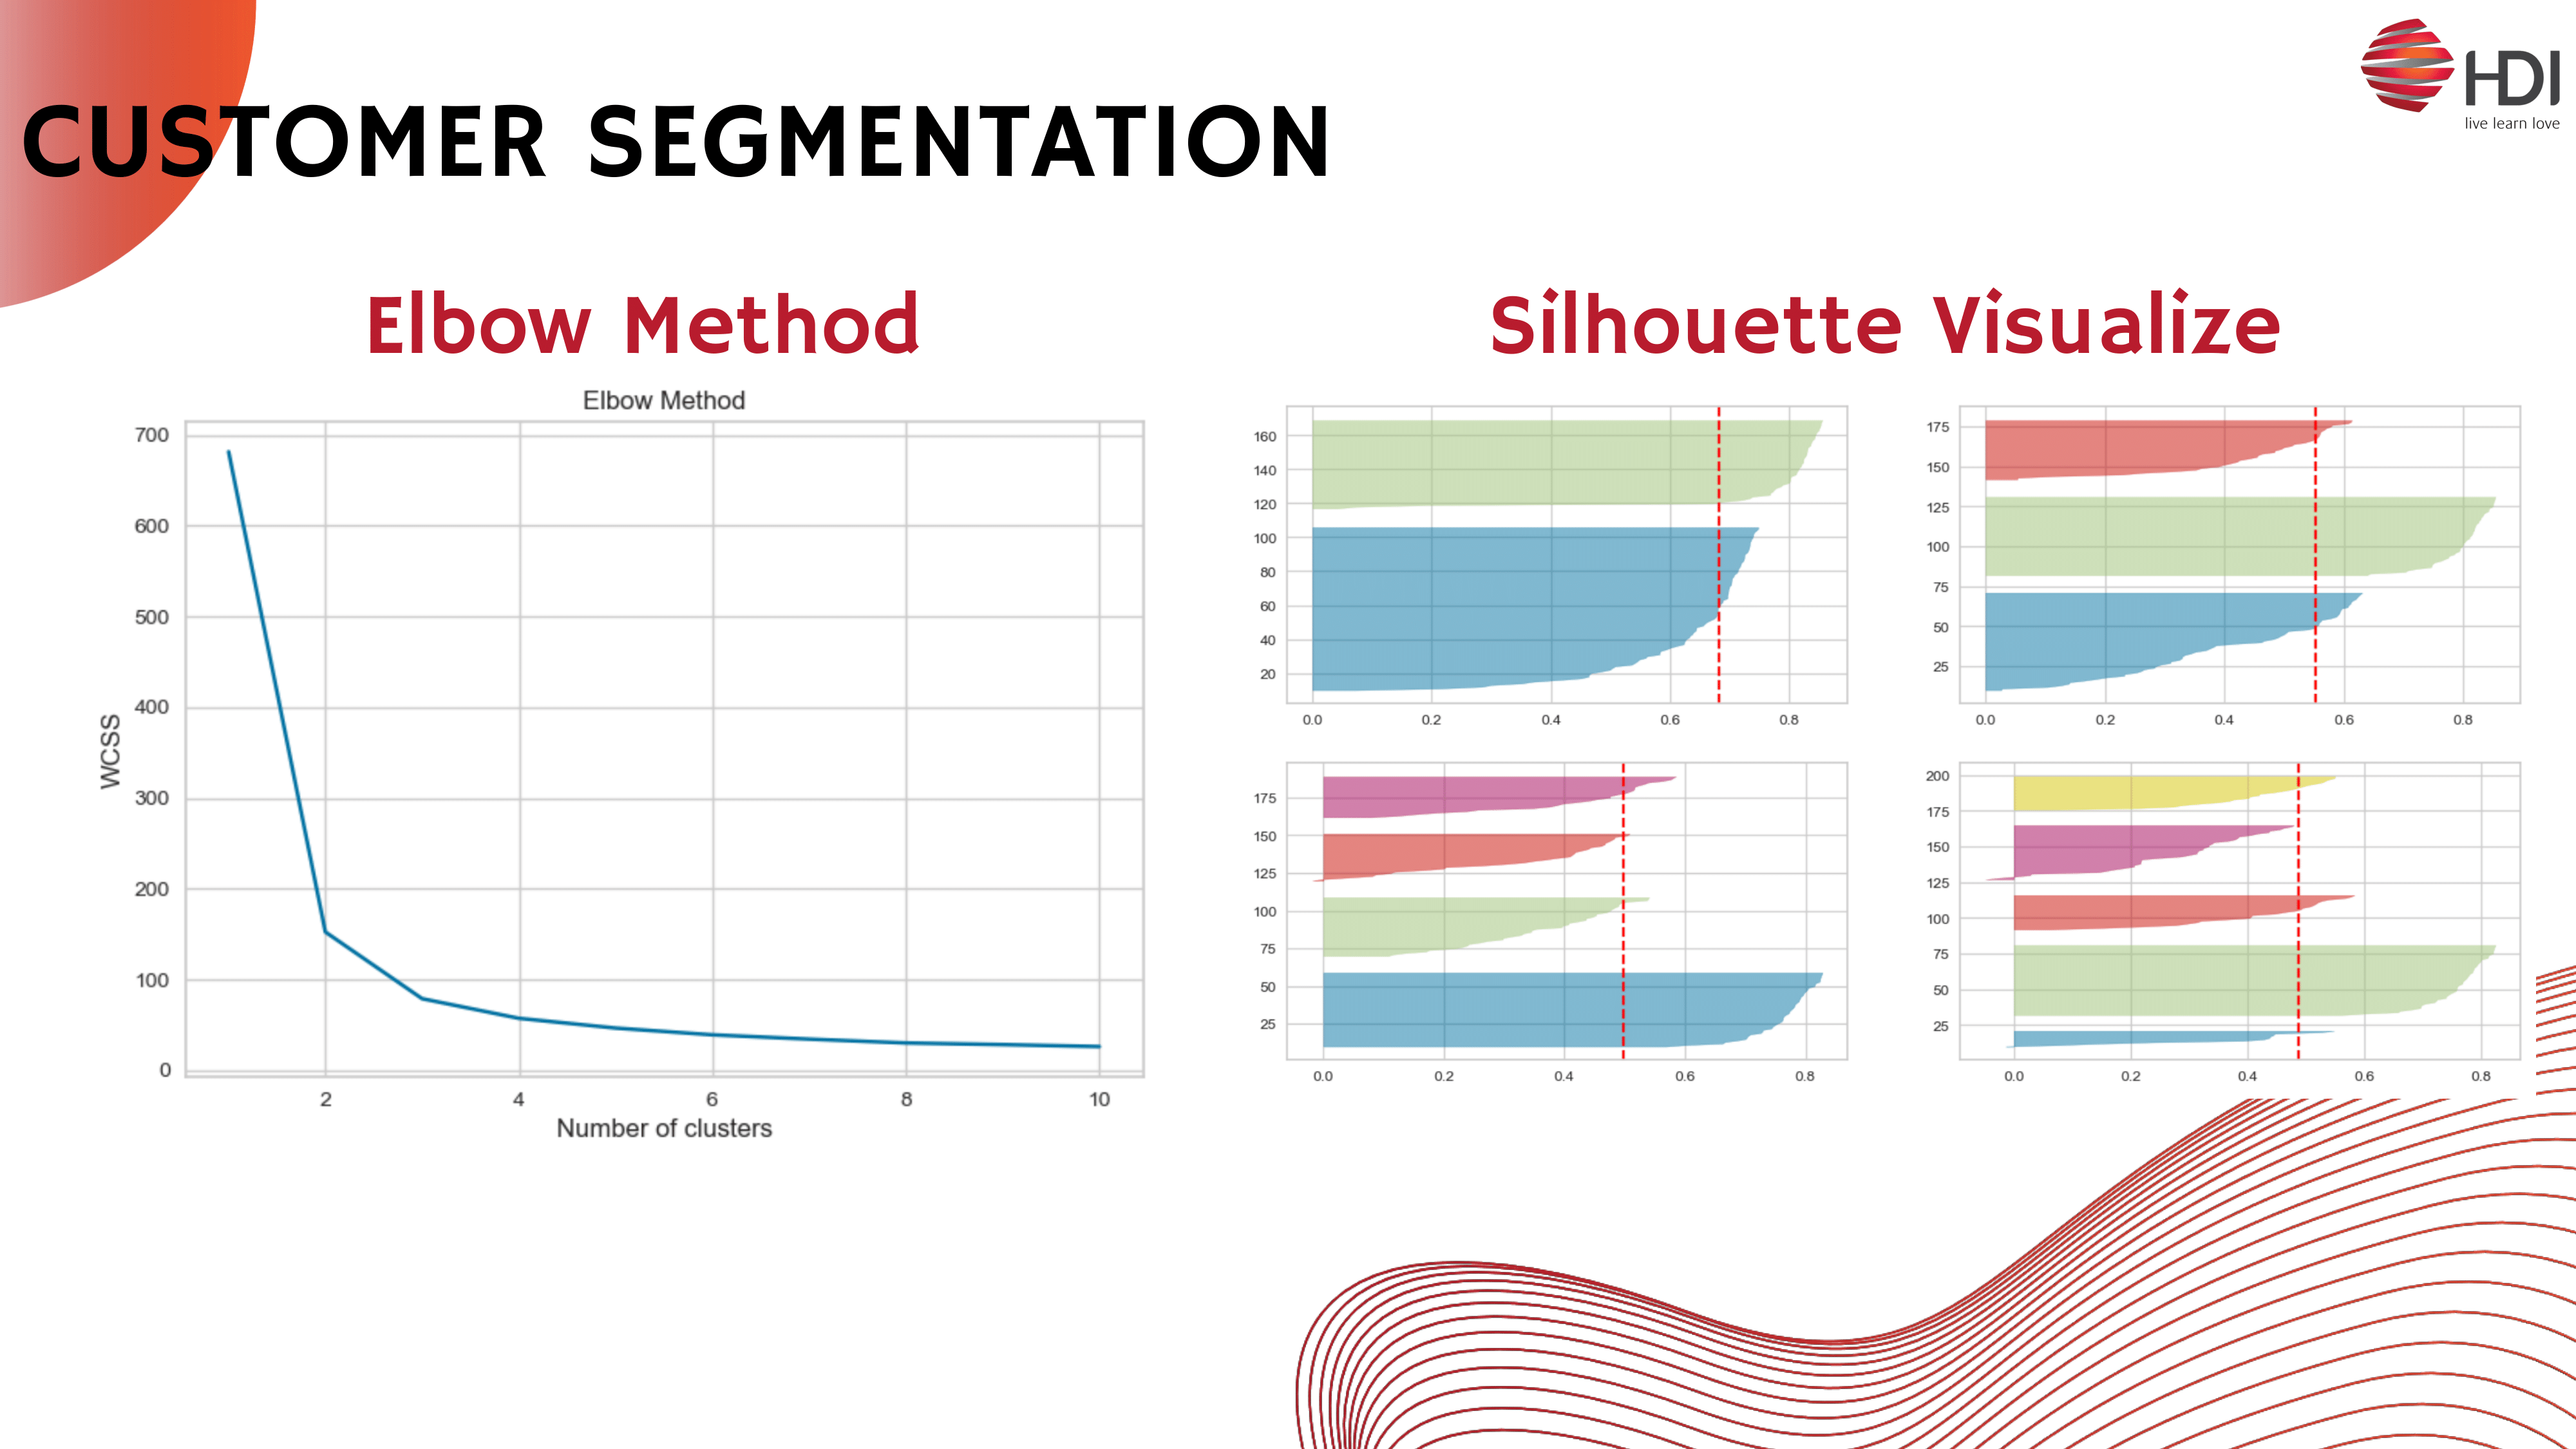 HDI
live learn love
CUSTOMER SEGMENTATION
Elbow Method
Elbow Method
700
600
500
400
300
200
100
0
WCSS
2 4 6 8 10
Number of clusters
Silhouette Visualize
160
140
120
100
80
60
40
20
0.0 0.2 0.4 0.6 0.8
175
150
125
100
75
50
25
0.0 0.2 0.4 0.6 0.8
175
150
125
100
75
50
25
0.0 0.2 0.4 0.6 0.8
200
175
150
125
100
75
50
25
0.0 0.2 0.4 0.6 0.8